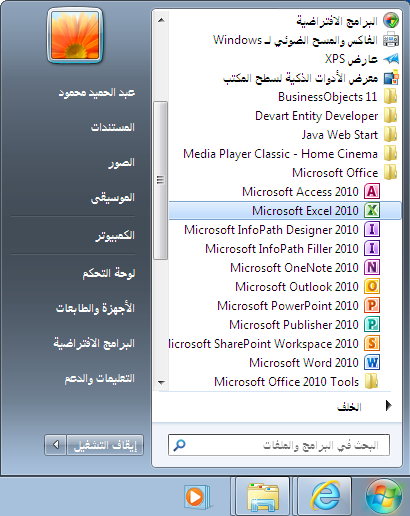 البرامج الافتراضية
الفاكس والمسح الضوئي لـ Windows
عارض XPS
معرض الأدوات الذكية لسطح المكتب
BusinessObjects 11
Devart Entity Developer
Java Web Start
Media Player Classic - Home Cinema
Microsoft Office
Microsoft Access 2010
Microsoft Excel 2010
Microsoft InfoPath Designer 2010
Microsoft InfoPath Filler 2010
Microsoft OneNote 2010
Microsoft Outlook 2010
Microsoft PowerPoint 2010
Microsoft Publisher 2010
licrosoft SharePoint Workspace 2010
Microsoft Word 2010
Microsoft Office 2010 Tools
الخلف
البحث في البرامج والملفات
عبد الحميد محمود
المستندات
الصور
الموسيقى
الكمبيوتر
لوحة التحكم
الأجهزة والطابعات
البرامج الافتراضية
التعليمات والدعم
إيقاف التشغيل